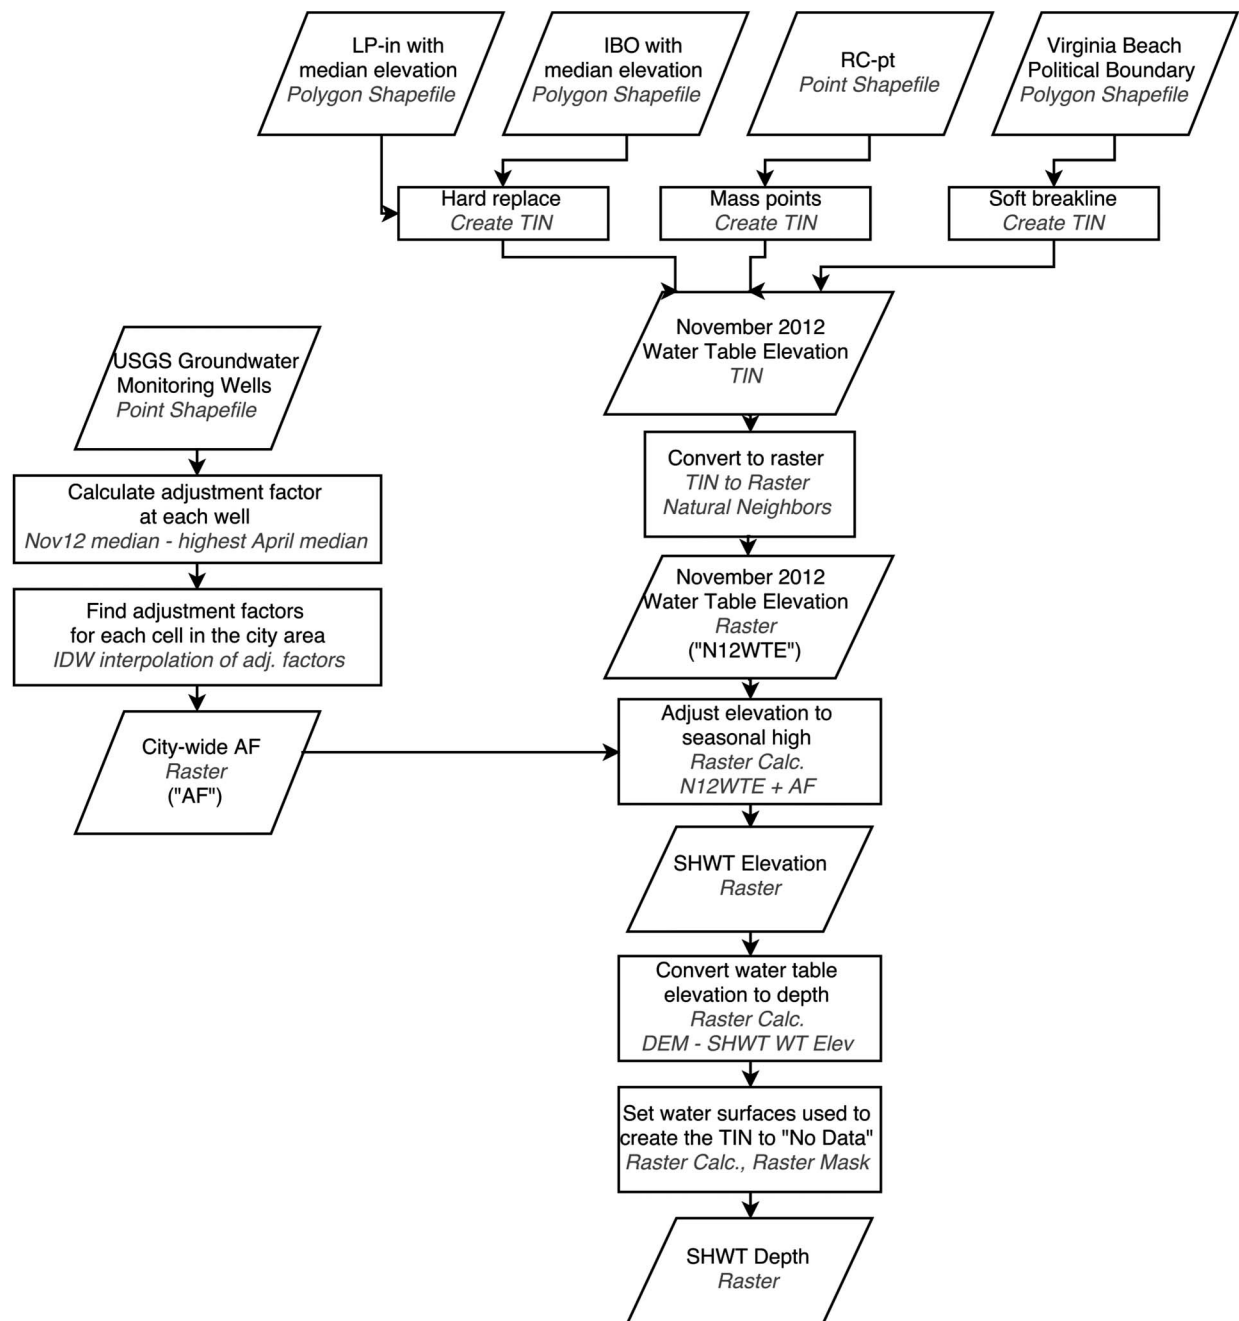 LP-in with
median elevation
Polygon Shapefile
IBO with
median elevation
Polygon Shapefile
RC-pt
Point Shapefile
Virginia Beach
Political Boundary
Polygon Shapefile
Hard replace
Create TIN
Mass points
Create TIN
Soft breakline
Create TIN
November 2012
Water Table Elevation
TIN
USGS Groundwater
Monitoring Wells
Point Shapefile
Convert to raster
TIN to Raster
Natural Neighbors
Calculate adjustment factor
at each well
Nov12 median - highest April median
November 2012
Water Table Elevation
Raster
("N12WTE")
Find adjustment factors
for each cell in the city area
IDW interpolation of adj. factors
City-wide AF
Raster
("AF")
Adjust elevation to
seasonal high
Raster Calc.
N12WTE + AF
SHWT Elevation
Raster
Convert water table
elevation to depth
Raster Calc.
DEM - SHWT WT Elev
Set water surfaces used to
create the TIN to "No Data"
Raster Calc., Raster Mask
SHWT Depth
Raster